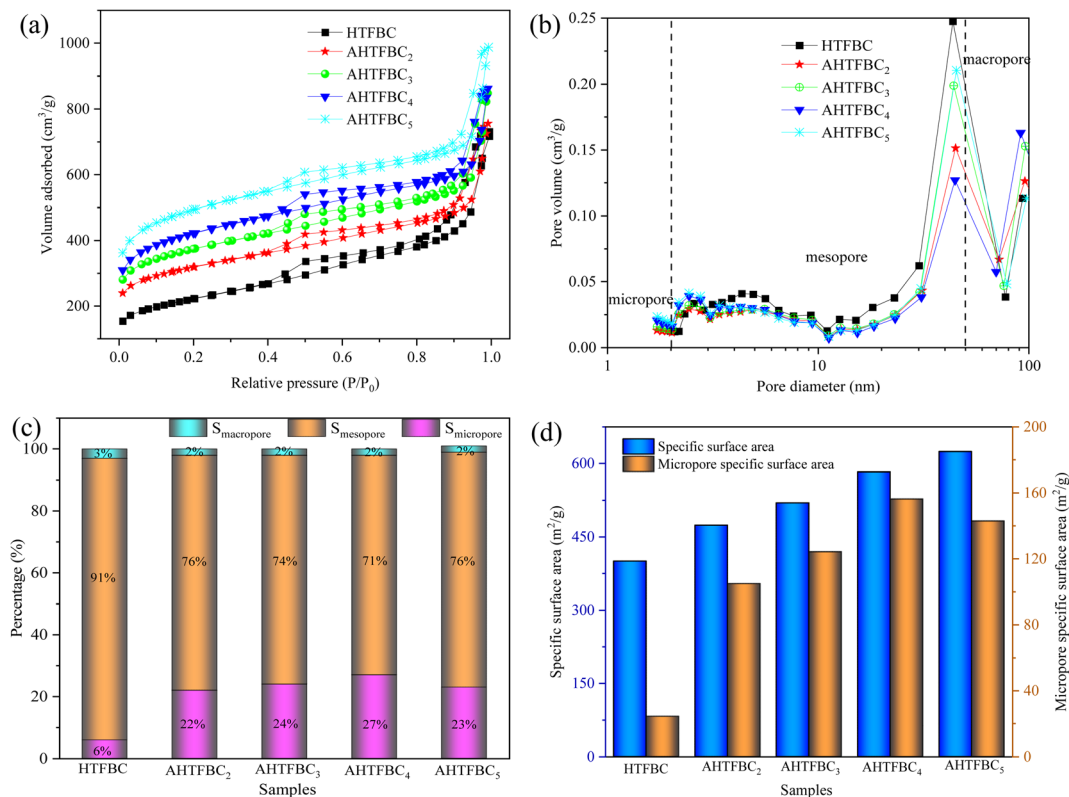 (a)
HTFBC
AHTFBC₂
AHTFBC₃
AHTFBC₄
AHTFBC₅
1000
800
600
400
200
Volume adsorbed (cm³/g)
0.0
0.2
0.4
0.6
0.8
1.0
Relative pressure (P/P₀)
(b)
HTFBC
AHTFBC₂
AHTFBC₃
AHTFBC₄
AHTFBC₅
macropore
mesopore
micropore
0.25
0.20
0.15
0.10
0.05
0.00
Pore volume (cm³/g)
1
10
100
Pore diameter (nm)
(c)
S macropore
S mesopore
S micropore
100
80
60
40
20
0
Percentage (%)
3%
2%
2%
2%
2%
91%
76%
74%
71%
76%
6%
22%
24%
27%
23%
HTFBC
AHTFBC₂
AHTFBC₃
AHTFBC₄
AHTFBC₅
Samples
(d)
Specific surface area
Micropore specific surface area
600
450
300
150
0
Specific surface area (m²/g)
200
160
120
80
40
0
Micropore specific surface area (m²/g)
HTFBC
AHTFBC₂
AHTFBC₃
AHTFBC₄
AHTFBC₅
Samples